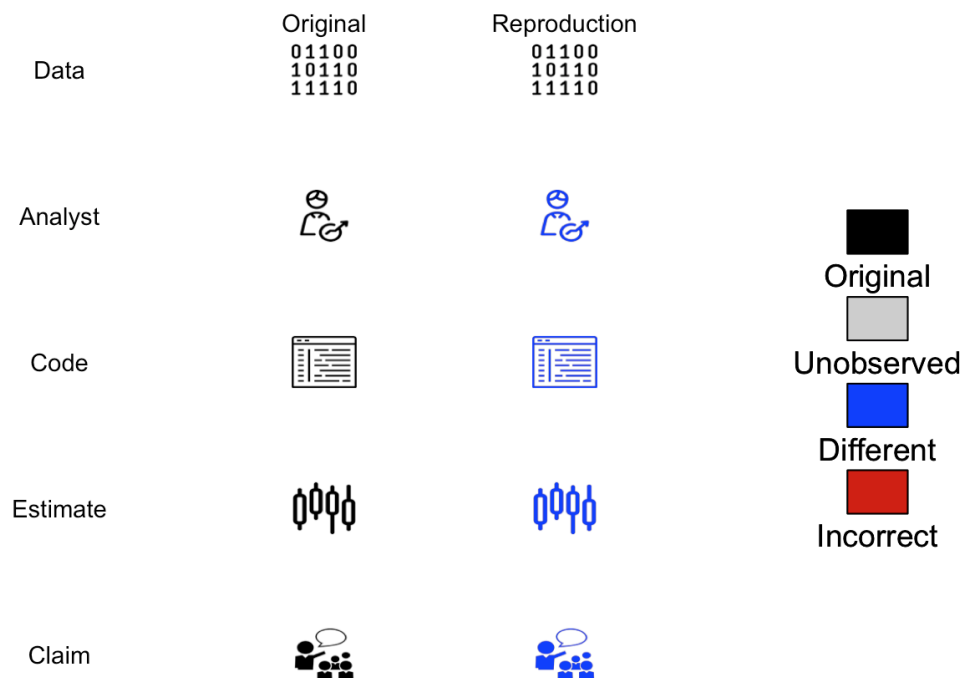 Original Reproduction
Data
01100 01100
10110 10110
11110 11110
Analyst
Original
Unobserved
Code
Different
Estimate
Incorrect
Claim